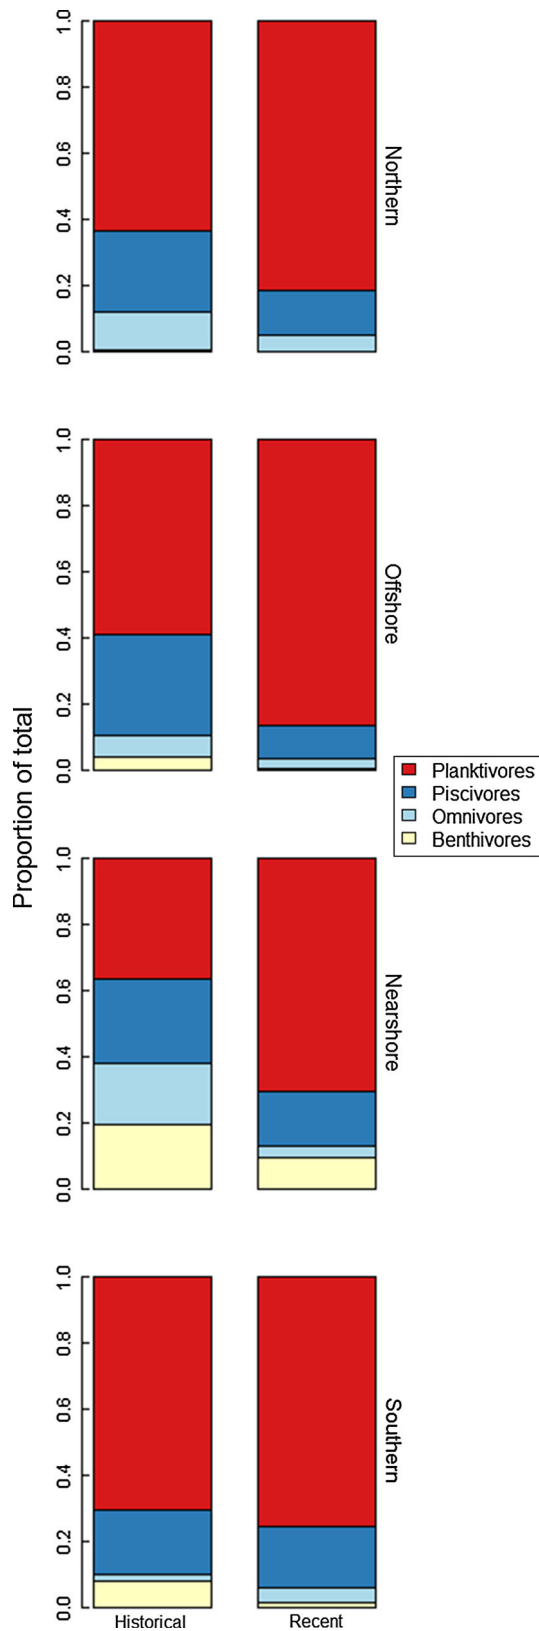 Proportion of total
1.0
0.8
0.6
0.4
0.2
0.0
Northern
1.0
0.8
0.6
0.4
0.2
0.0
Offshore
Planktivores
Piscivores
Omnivores
Benthivores
1.0
0.8
0.6
0.4
0.2
0.0
Nearshore
1.0
0.8
0.6
0.4
0.2
0.0
Southern
Historical
Recent